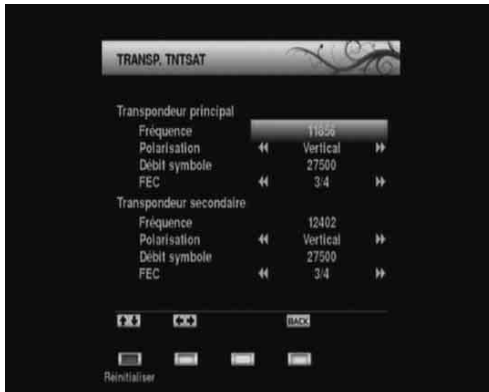 TRANSP. TNTSAT
Transpondeur principal
Fréquence 11856
Polarisation Vertical
Débit symbole 27500
FEC 3/4
Transpondeur secondaire
Fréquence 12402
Polarisation Vertical
Débit symbole 27500
FEC 3/4
BACK
Réinitialiser